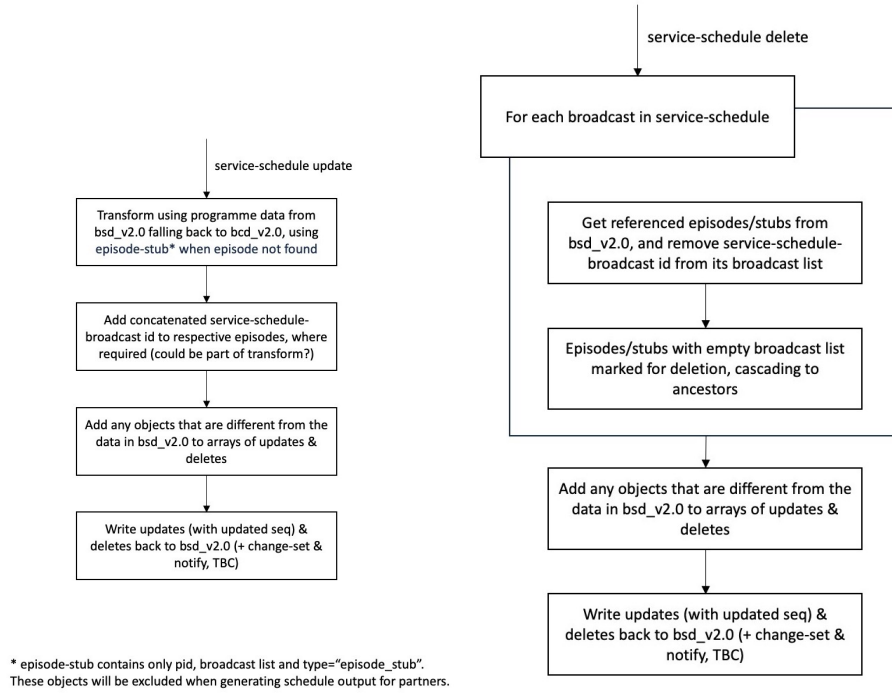 service-schedule update
Transform using programme data from
bsd_v2.0 falling back to bcd_v2.0, using
episode-stub* when episode not found
Add concatenated service-schedule-
broadcast id to respective episodes, where
required (could be part of transform?)
Add any objects that are different from the
data in bsd_v2.0 to arrays of updates &
deletes
Write updates (with updated seq) &
deletes back to bsd_v2.0 (+ change-set &
notify, TBC)
* episode-stub contains only pid, broadcast list and type=“episode_stub”.
These objects will be excluded when generating schedule output for partners.
service-schedule delete
For each broadcast in service-schedule
Get referenced episodes/stubs from
bsd_v2.0, and remove service-schedule-
broadcast id from its broadcast list
Episodes/stubs with empty broadcast list
marked for deletion, cascading to
ancestors
Add any objects that are different from the
data in bsd_v2.0 to arrays of updates &
deletes
Write updates (with updated seq) &
deletes back to bsd_v2.0 (+ change-set &
notify, TBC)